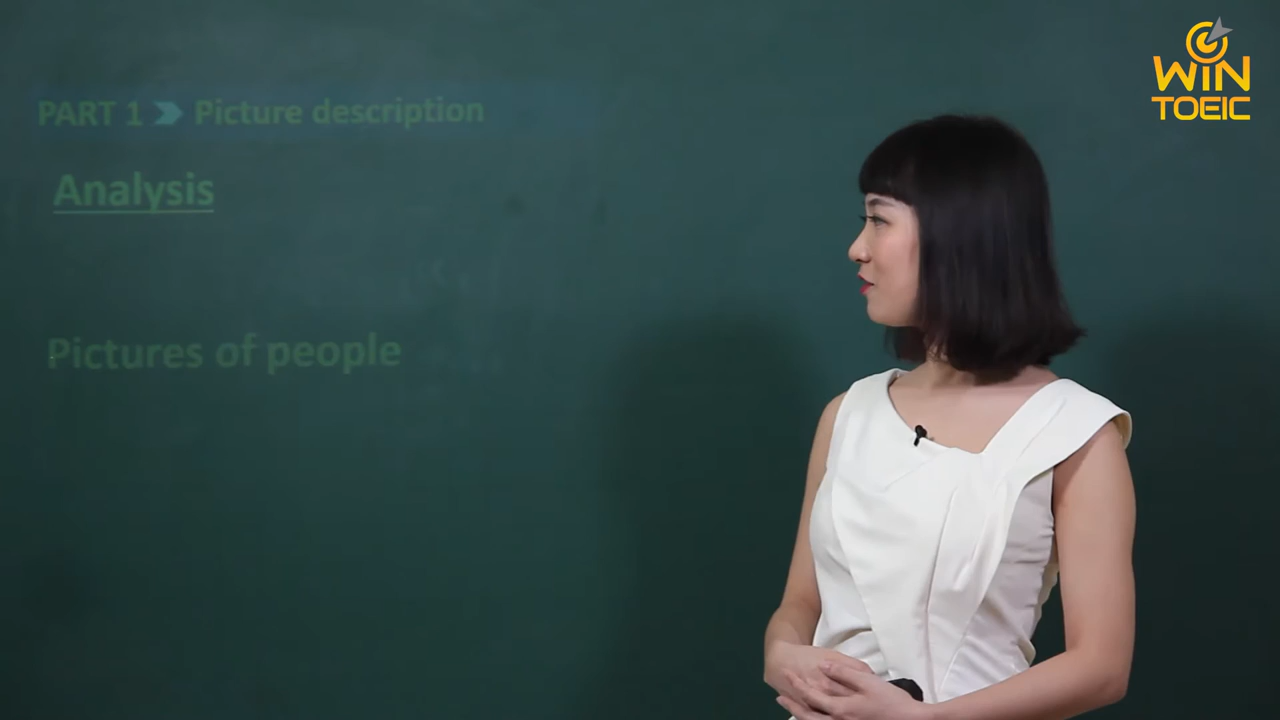 PART 1 Picture description
Analysis
Pictures of people
WIN
TOEIC